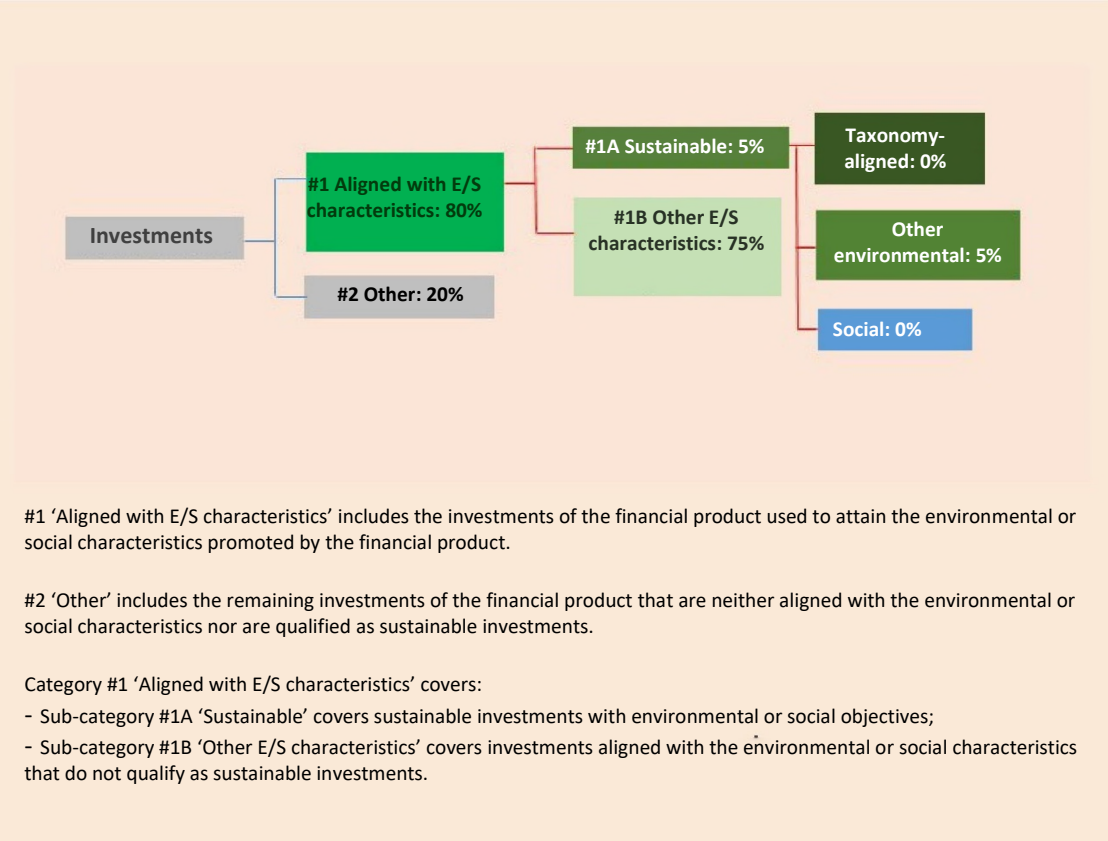 Investments
#1 Aligned with E/S
characteristics: 80%
#2 Other: 20%
#1A Sustainable: 5%
#1B Other E/S
characteristics: 75%
Taxonomy-
aligned: 0%
Other
environmental: 5%
Social: 0%
#1 ‘Aligned with E/S characteristics’ includes the investments of the financial product used to attain the environmental or
social characteristics promoted by the financial product.
#2 ‘Other’ includes the remaining investments of the financial product that are neither aligned with the environmental or
social characteristics nor are qualified as sustainable investments.
Category #1 ‘Aligned with E/S characteristics’ covers:
- Sub-category #1A ‘Sustainable’ covers sustainable investments with environmental or social objectives;
- Sub-category #1B ‘Other E/S characteristics’ covers investments aligned with the environmental or social characteristics
that do not qualify as sustainable investments.